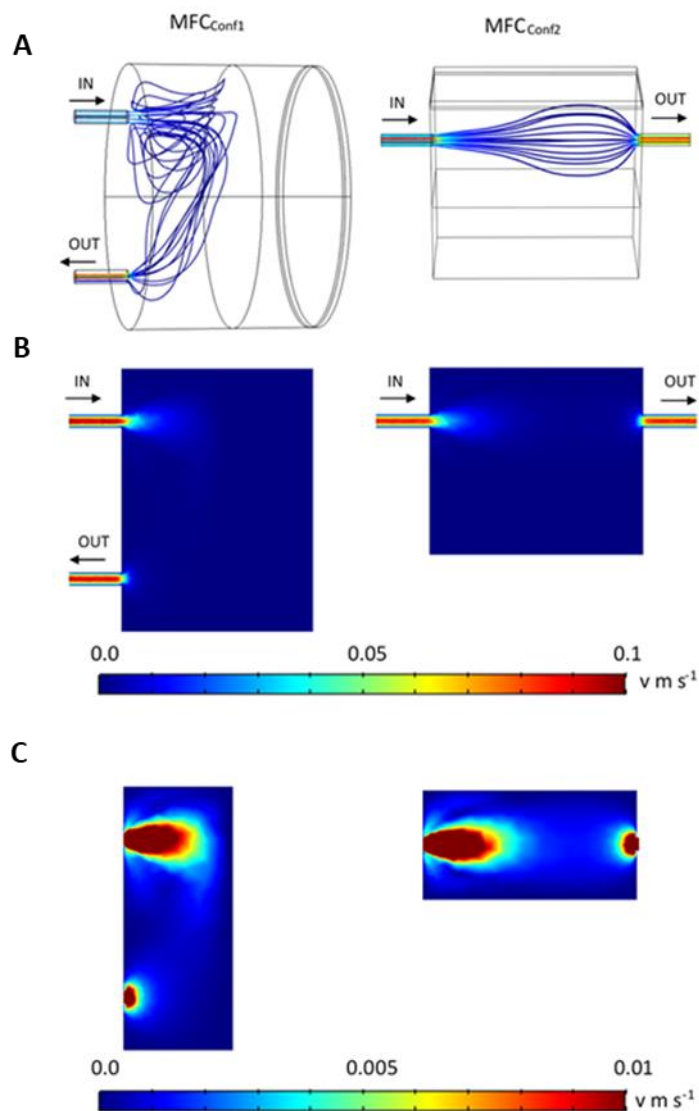 MFCConf1
MFCConf2
A
IN
OUT
IN
OUT
B
IN
OUT
IN
OUT
0.0 0.05 0.1
v m s-1
C
0.0 0.005 0.01
v m s-1